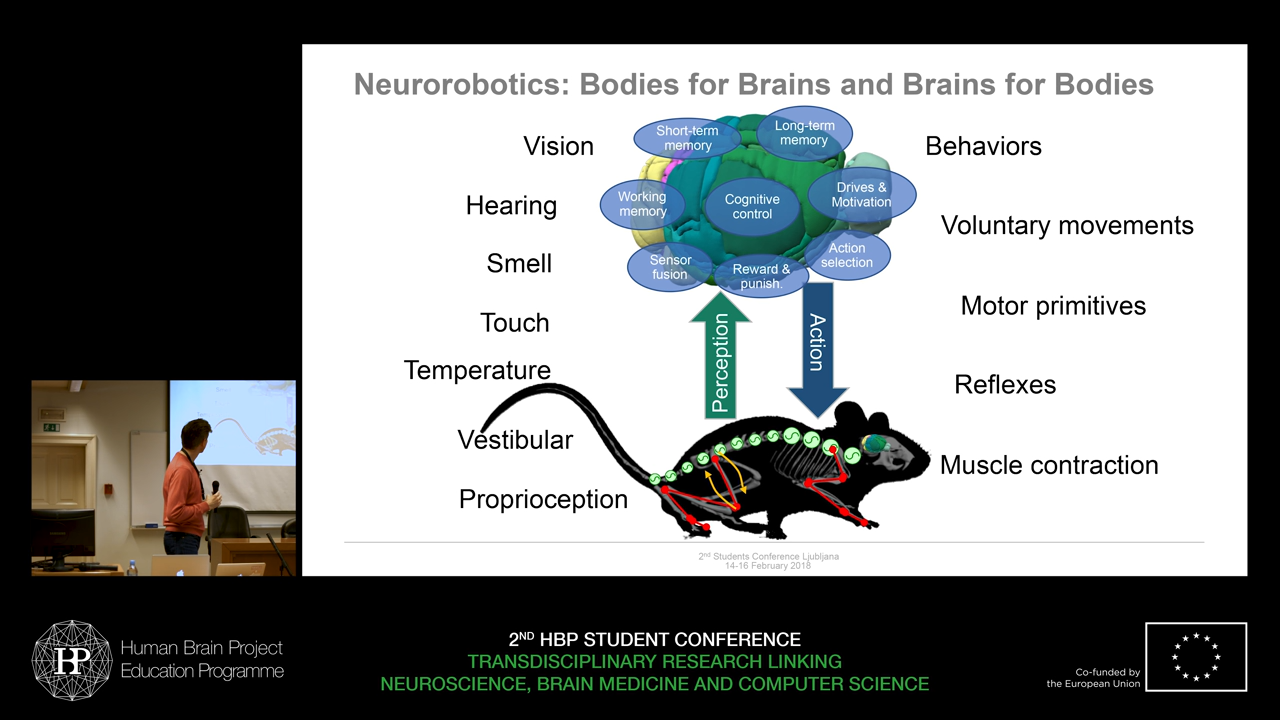 Neurorobotics: Bodies for Brains and Brains for Bodies
Vision
Hearing
Smell
Touch
Temperature
Vestibular
Proprioception
Short-term
memory
Long-term
memory
Working
memory
Cognitive
control
Drives &
Motivation
Sensor
fusion
Reward &
punish.
Action
selection
Perception
Action
Behaviors
Voluntary movements
Motor primitives
Reflexes
Muscle contraction
2nd Students Conference Ljubljana
14-16 February 2018
HBP
Human Brain Project
Education Programme
2ND HBP STUDENT CONFERENCE
TRANSDISCIPLINARY RESEARCH LINKING
NEUROSCIENCE, BRAIN MEDICINE AND COMPUTER SCIENCE
Co-funded by
the European Union